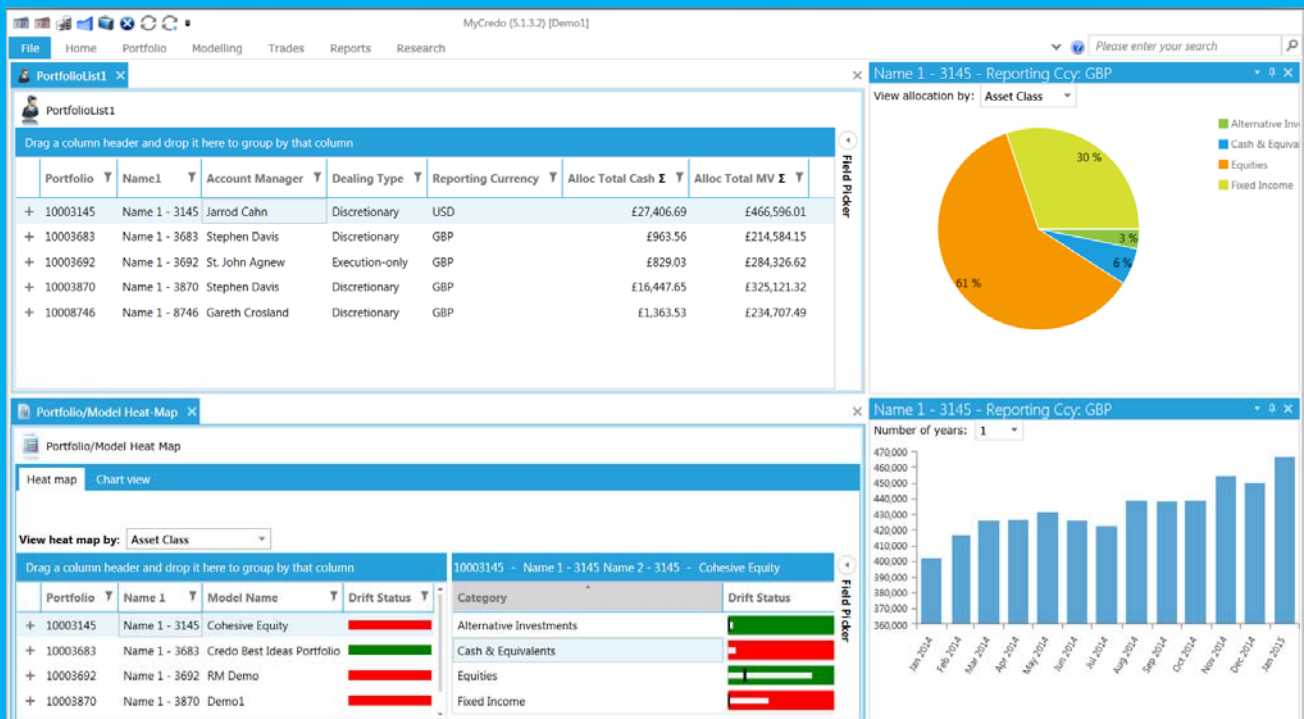 MyCredo (5.1.3.2) [Demo1]
File Home Portfolio Modelling Trades Reports Research Please enter your search
PortfolioList1
PortfolioList1
Drag a column header and drop it here to group by that column
Portfolio Name1 Account Manager Dealing Type Reporting Currency Alloc Total Cash Σ Alloc Total MV Σ
+ 10003145 Name 1 - 3145 Jarrod Cahn Discretionary USD £27,406.69 £466,596.01
+ 10003683 Name 1 - 3683 Stephen Davis Discretionary GBP £963.56 £214,584.15
+ 10003692 Name 1 - 3692 St. John Agnew Execution-only GBP £829.03 £284,326.62
+ 10003870 Name 1 - 3870 Stephen Davis Discretionary GBP £16,447.65 £325,121.32
+ 10008746 Name 1 - 8746 Gareth Crosland Discretionary GBP £1,363.53 £234,707.49
Field Picker
Name 1 - 3145 - Reporting Ccy: GBP
View allocation by: Asset Class
Alternative Inv
Cash & Equiva
Equities
Fixed Income
30 %
3 %
6 %
61 %
Portfolio/Model Heat-Map
Portfolio/Model Heat Map
Heat map Chart view
View heat map by: Asset Class
Drag a column header and drop it here to group by that column
Portfolio Name 1 Model Name Drift Status
+ 10003145 Name 1 - 3145 Cohesive Equity
+ 10003683 Name 1 - 3683 Credo Best Ideas Portfolio
+ 10003692 Name 1 - 3692 RM Demo
+ 10003870 Name 1 - 3870 Demo1
10003145 - Name 1 - 3145 Name 2 - 3145 - Cohesive Equity
Category Drift Status
Alternative Investments
Cash & Equivalents
Equities
Fixed Income
Field Picker
Name 1 - 3145 - Reporting Ccy: GBP
Number of years: 1
470,000
460,000
450,000
440,000
430,000
420,000
410,000
400,000
390,000
380,000
370,000
360,000
Jan 2014 Feb 2014 Mar 2014 Apr 2014 May 2014 Jun 2014 Jul 2014 Aug 2014 Sep 2014 Oct 2014 Nov 2014 Dec 2014 Jan 2015